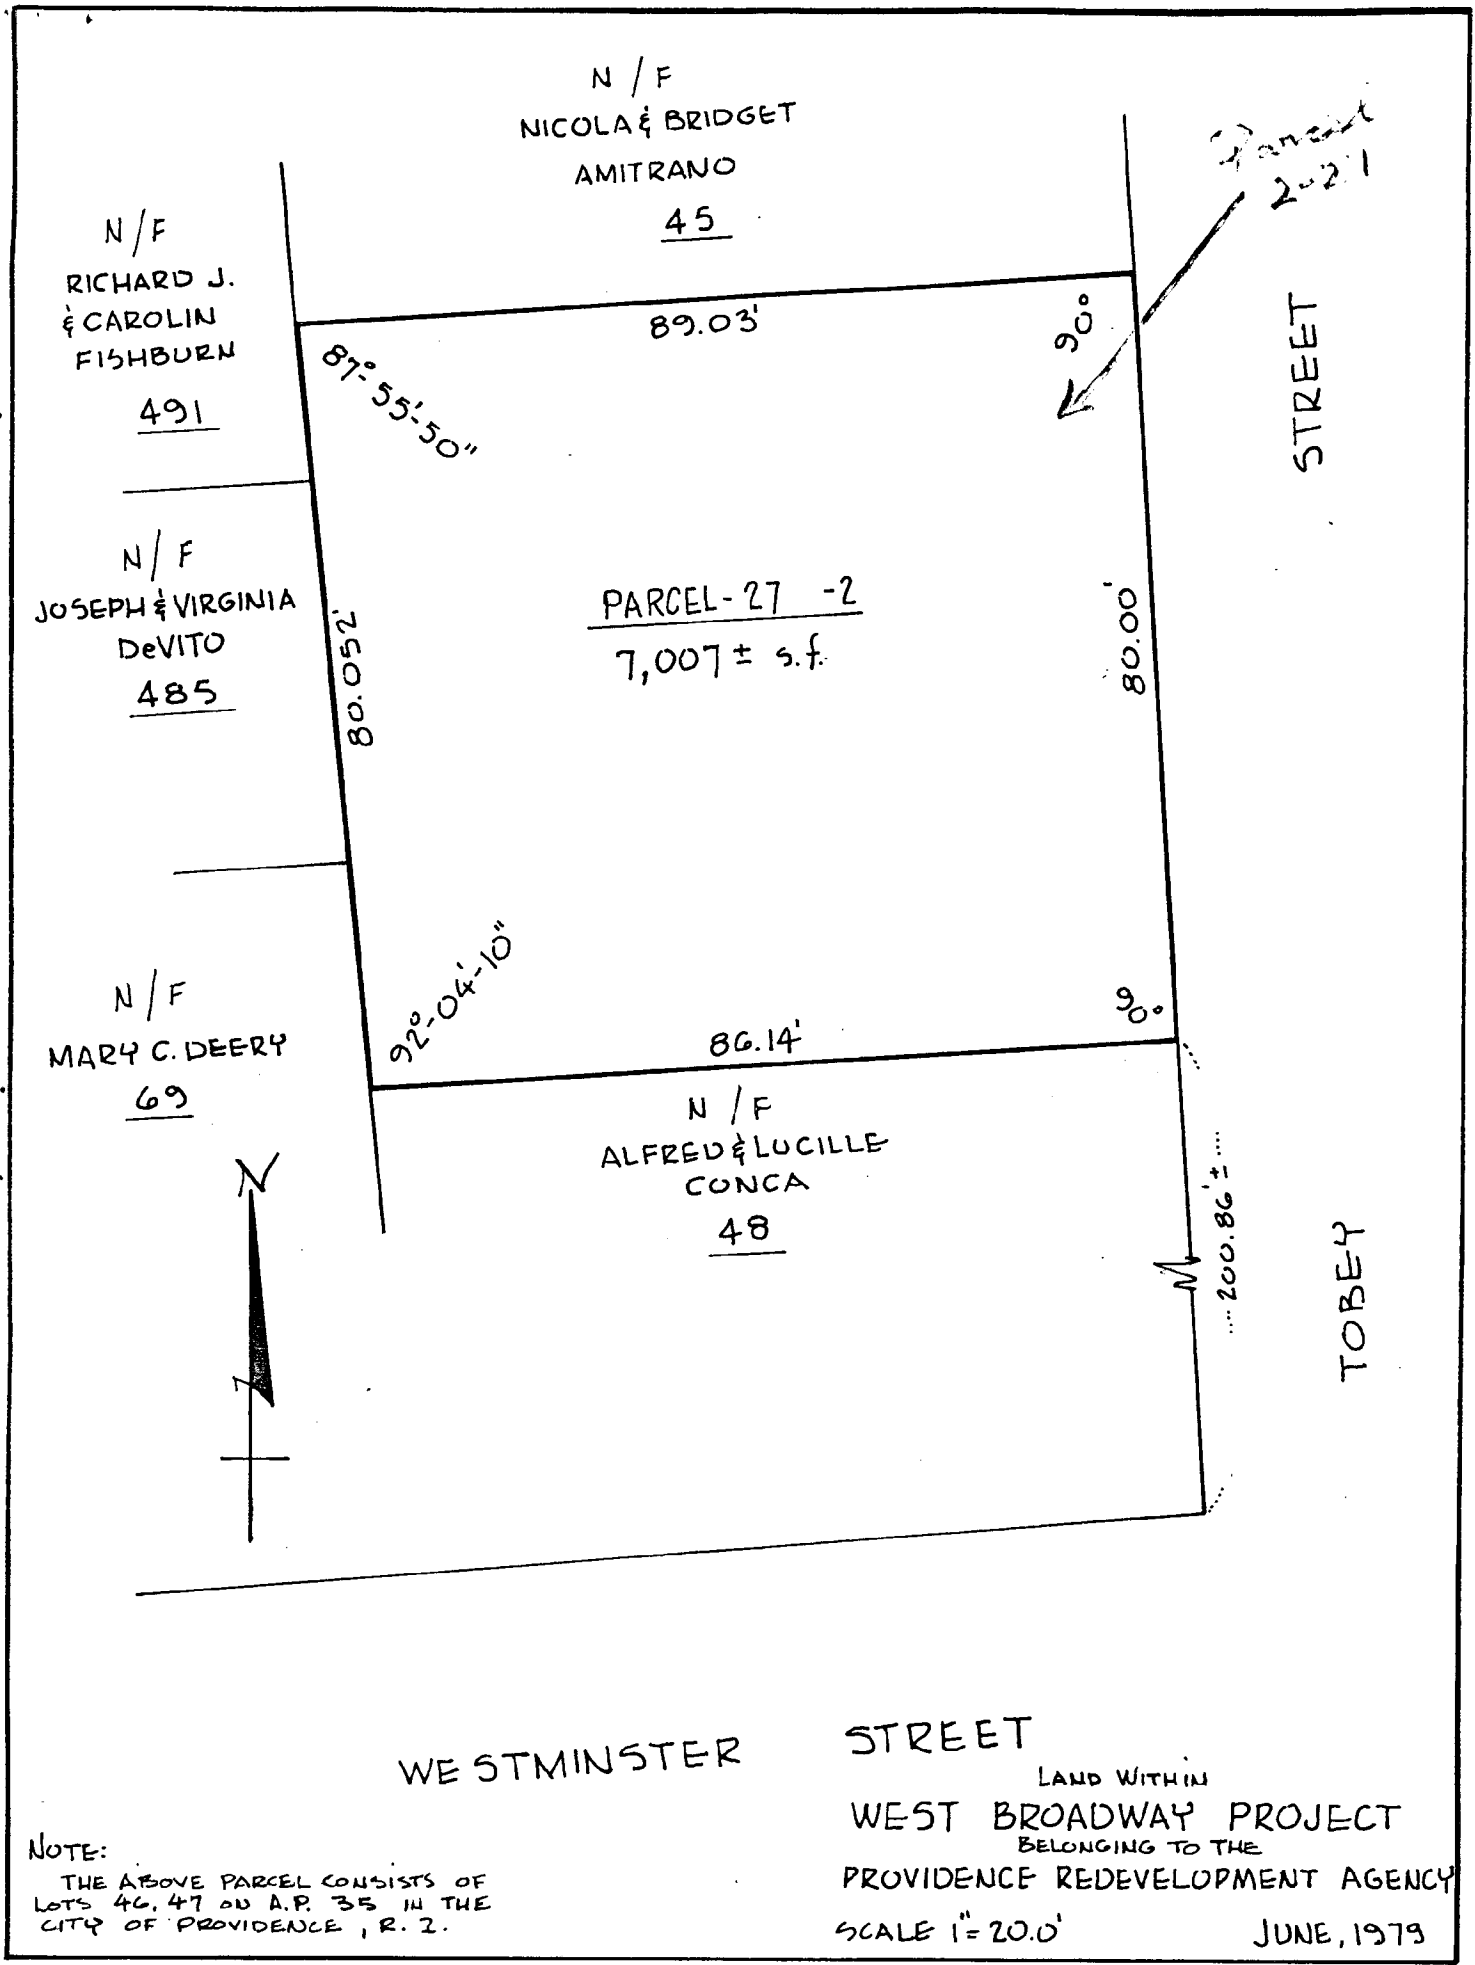 N/F
NICOLA & BRIDGET
AMITRANO
45
Parcel
2-27
N/F
RICHARD J.
& CAROLIN
FISHBURN
491
89.03'
90°
87°-55'-50"
STREET
N/F
JOSEPH & VIRGINIA
DeVITO
485
80.052'
PARCEL-27 -2
7,007± s.f.
80.00'
N/F
MARY C. DEERY
69
92°-04'-10"
86.14'
90°
N/F
ALFRED & LUCILLE
CONCA
48
200.86'±
TOBEY
N
WESTMINSTER STREET
LAND WITHIN
WEST BROADWAY PROJECT
BELONGING TO THE
PROVIDENCE REDEVELOPMENT AGENCY
SCALE 1"=20.0' JUNE, 1979
NOTE:
THE ABOVE PARCEL CONSISTS OF
LOTS 46, 47 ON A.P. 35 IN THE
CITY OF PROVIDENCE, R.I.